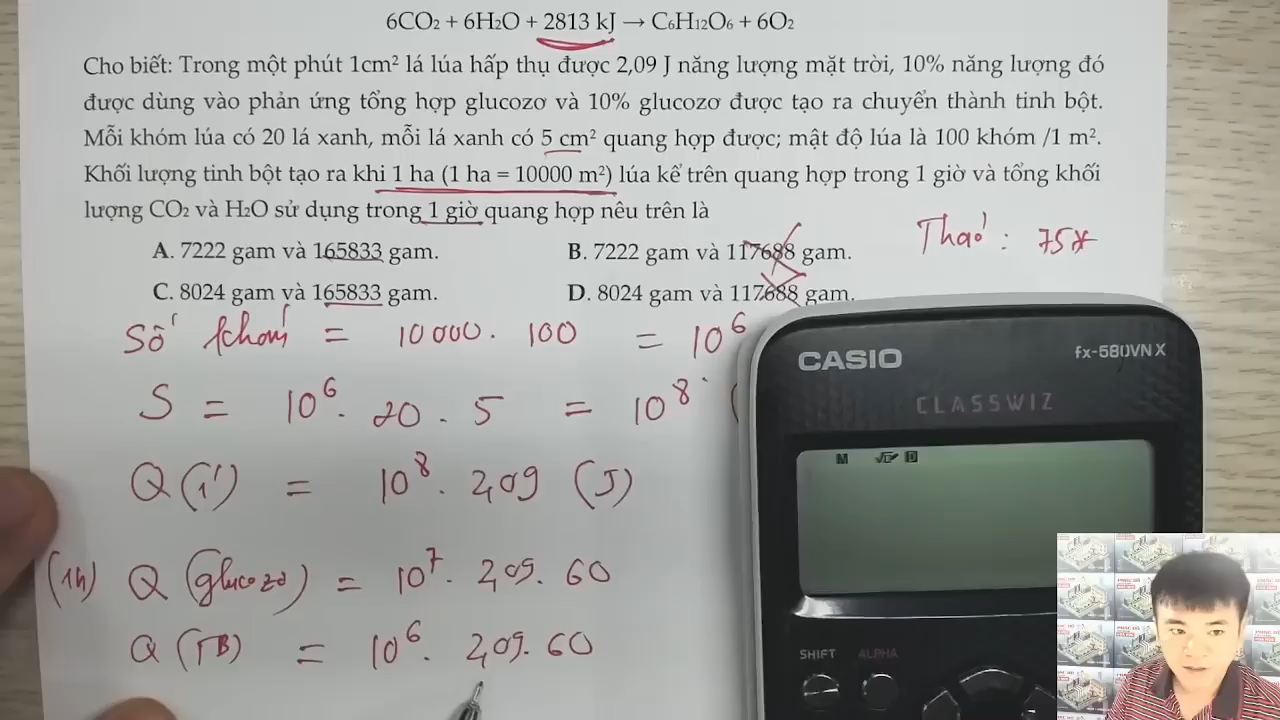 6CO₂ + 6H₂O + 2813 kJ → C₆H₁₂O₆ + 6O₂
Cho biết: Trong một phút 1cm² lá lúa hấp thụ được 2,09 J năng lượng mặt trời, 10% năng lượng đó
được dùng vào phản ứng tổng hợp glucozơ và 10% glucozơ được tạo ra chuyển thành tinh bột.
Mỗi khóm lúa có 20 lá xanh, mỗi lá xanh có 5 cm² quang hợp được; mật độ lúa là 100 khóm /1 m².
Khối lượng tinh bột tạo ra khi 1 ha (1 ha = 10000 m²) lúa kể trên quang hợp trong 1 giờ và tổng khối
lượng CO₂ và H₂O sử dụng trong 1 giờ quang hợp nêu trên là
A. 7222 gam và 165833 gam. B. 7222 gam và 117688 gam.
C. 8024 gam và 165833 gam. D. 8024 gam và 117688 gam.
Thaỏ : 75*
Số khóm = 10000. 100 = 10⁶
S = 10⁶. 20 . 5 = 10⁸
Q (1') = 10⁸. 2,09 (J)
(1h) Q (glucozơ) = 10⁷. 2,09. 60
Q (TB) = 10⁶. 2,09. 60
CASIO fx-580VN X
CLASSWIZ
M √ D
SHIFT ALPHA